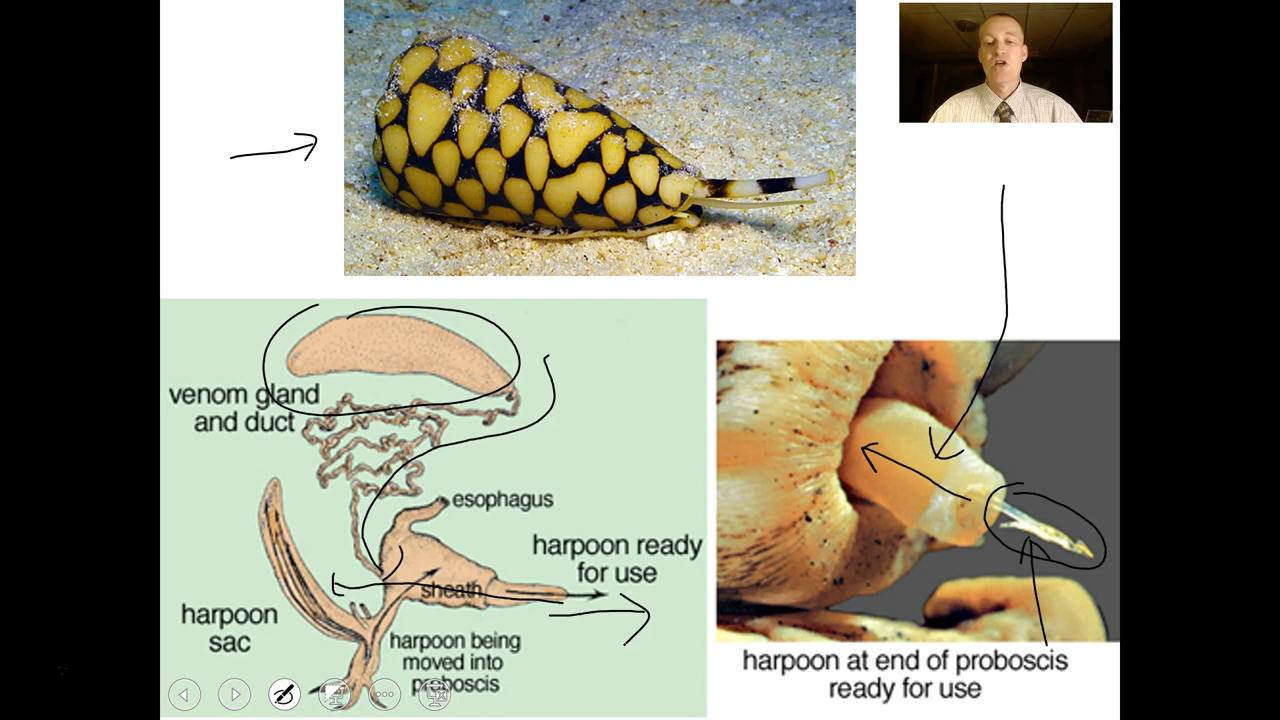 venom gland
and duct
esophagus
harpoon ready
for use
sheath
harpoon
sac
harpoon being
moved into
proboscis
harpoon at end of proboscis
ready for use